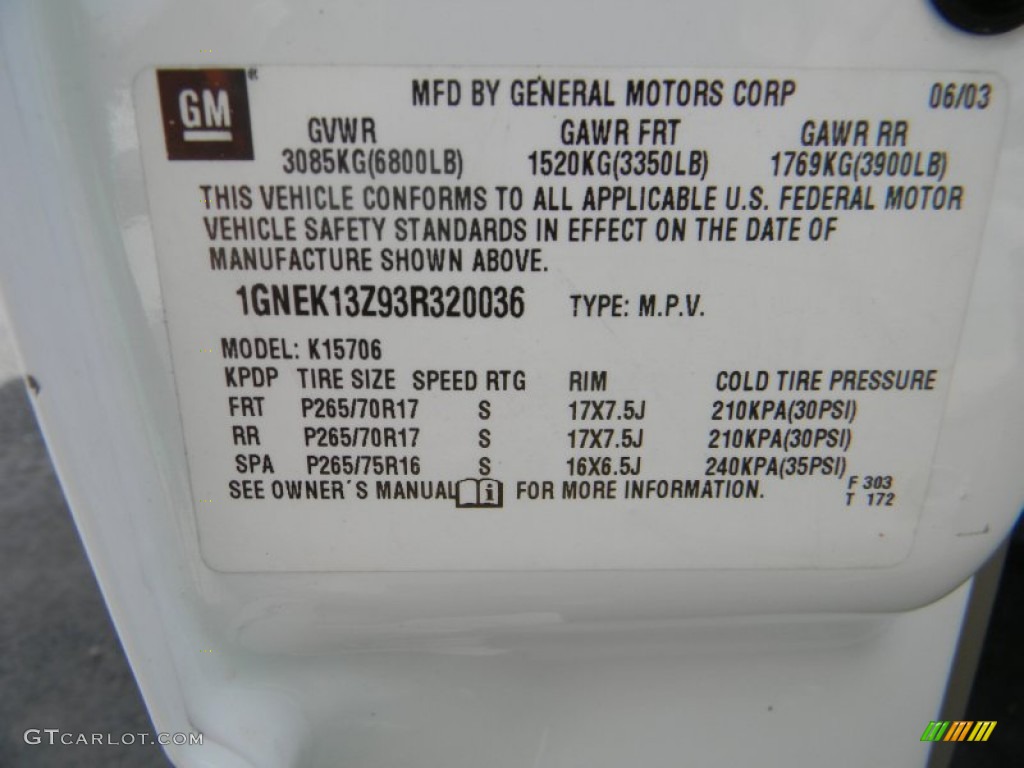 GM ®
MFD BY GENERAL MOTORS CORP 06/03
GVWR GAWR FRT GAWR RR
3085KG(6800LB) 1520KG(3350LB) 1769KG(3900LB)
THIS VEHICLE CONFORMS TO ALL APPLICABLE U.S. FEDERAL MOTOR
VEHICLE SAFETY STANDARDS IN EFFECT ON THE DATE OF
MANUFACTURE SHOWN ABOVE.
1GNEK13Z93R320036 TYPE: M.P.V.
MODEL: K15706
KPDP TIRE SIZE SPEED RTG RIM COLD TIRE PRESSURE
FRT P265/70R17 S 17X7.5J 210KPA(30PSI)
RR P265/70R17 S 17X7.5J 210KPA(30PSI)
SPA P265/75R16 S 16X6.5J 240KPA(35PSI)
SEE OWNER´S MANUAL i FOR MORE INFORMATION.
F 303
T 172
GTCARLOT.COM